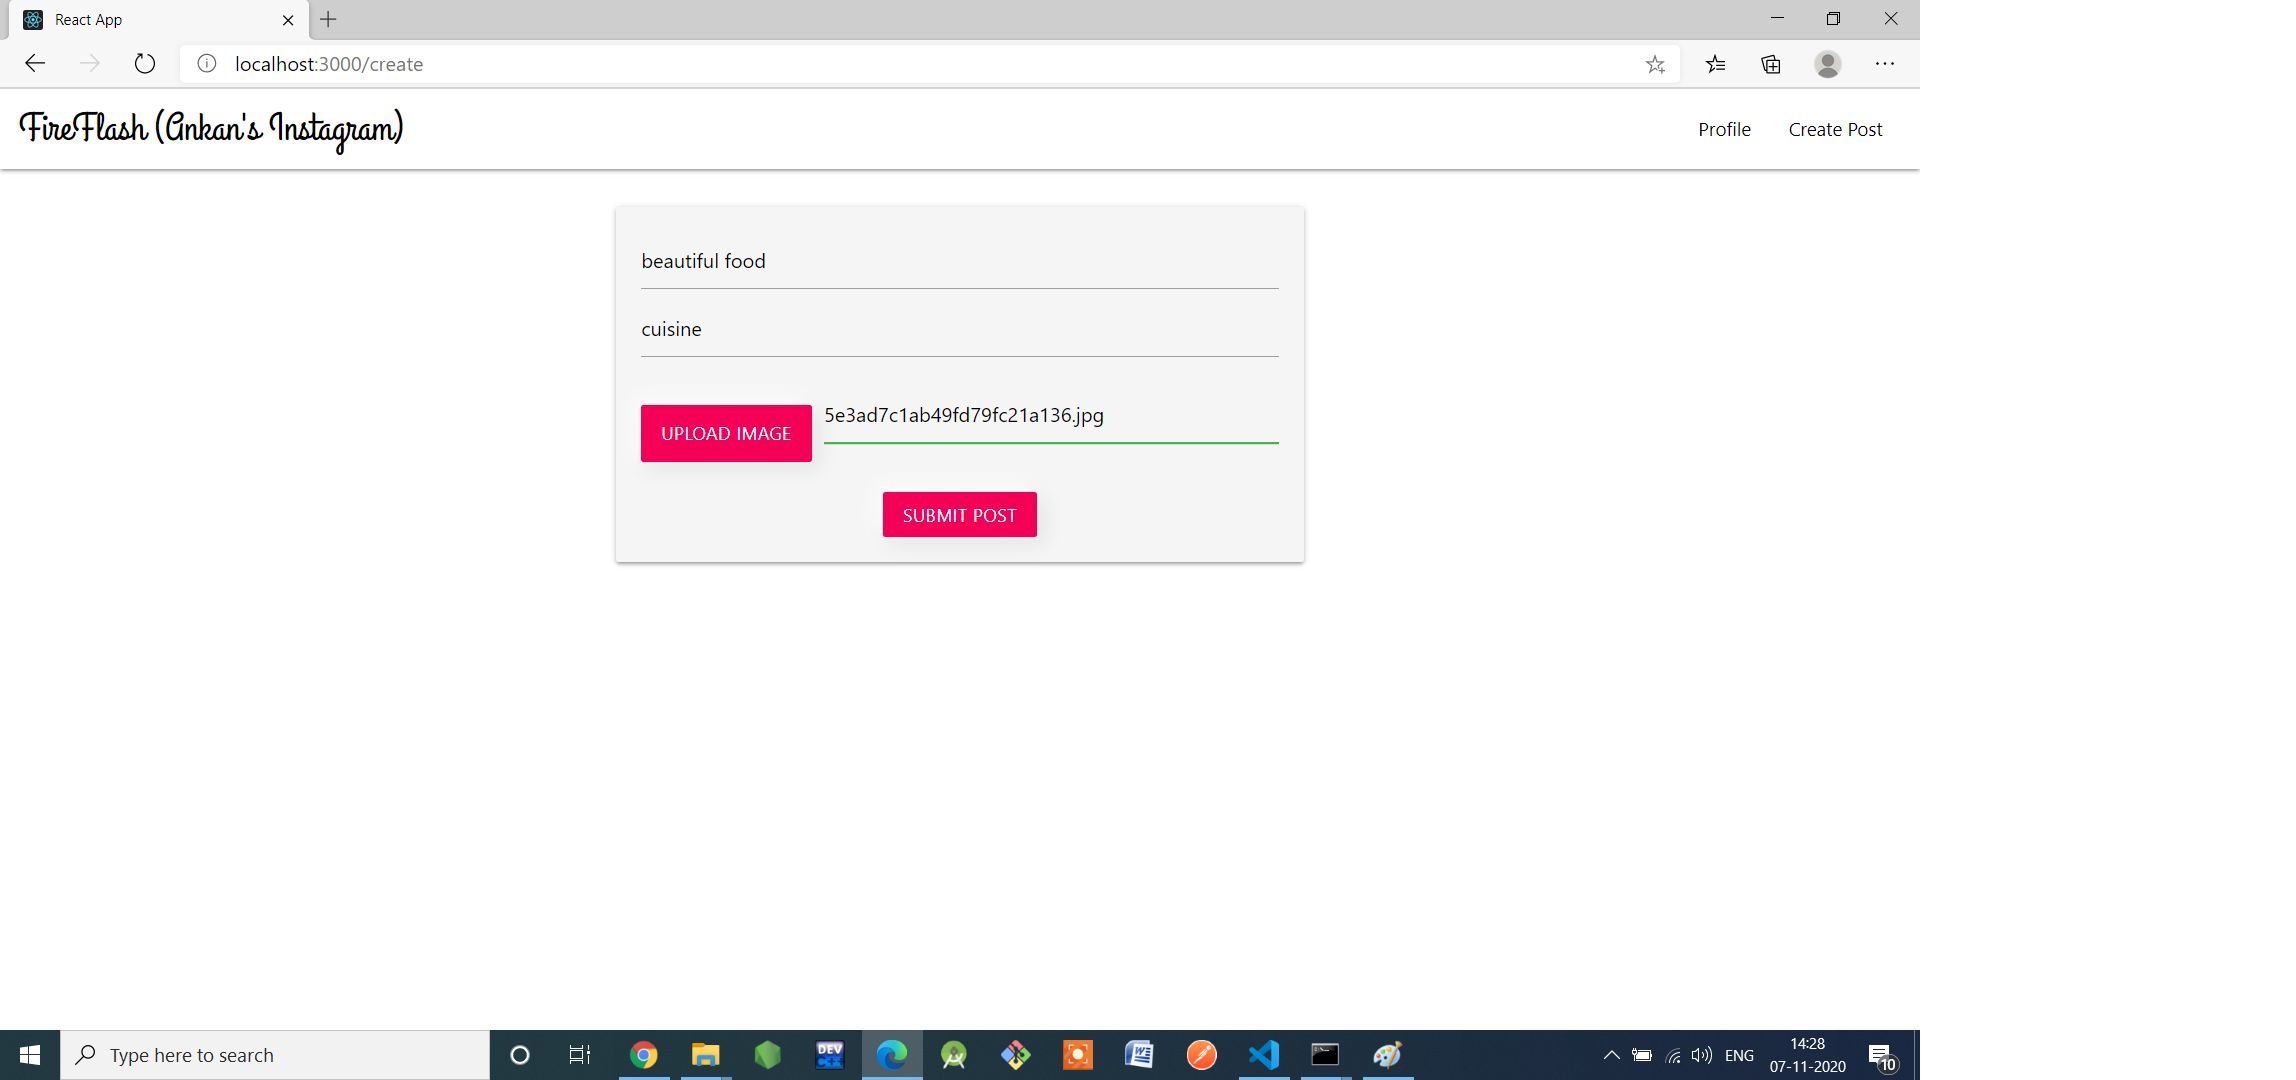 React App
localhost:3000/create
FireFlash (Ankan's Instagram)
Profile
Create Post
beautiful food
cuisine
UPLOAD IMAGE
5e3ad7c1ab49fd79fc21a136.jpg
SUBMIT POST
Type here to search
DEV
ENG
14:28
07-11-2020
10